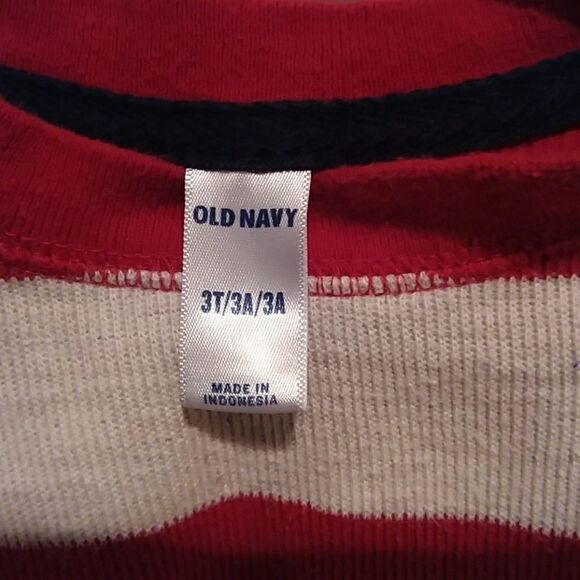 OLD NAVY
3T/3A/3A
MADE IN
INDONESIA